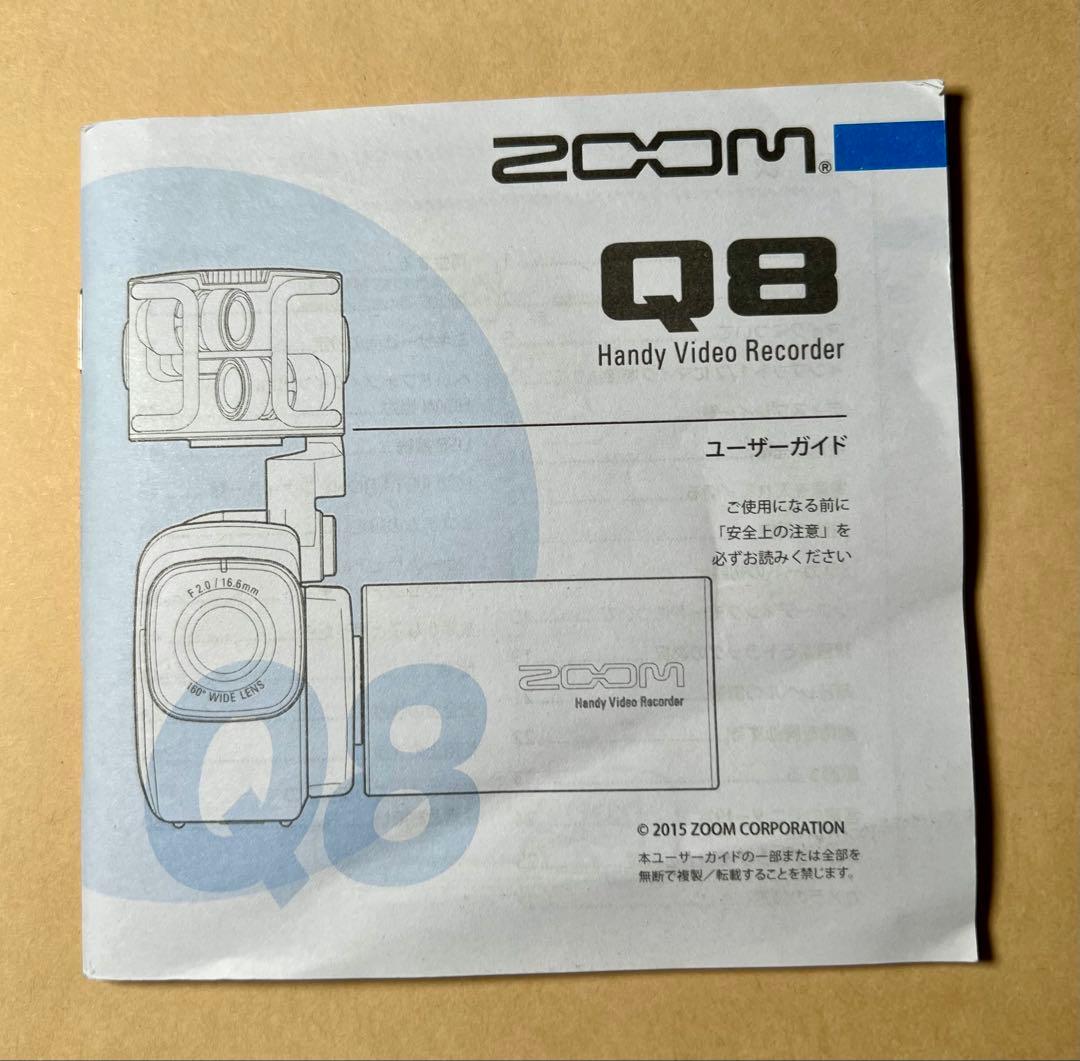 ZOOM®
Q8
Handy Video Recorder
ユーザーガイド
ご使用になる前に
「安全上の注意」を
必ずお読みください
F 2.0 / 16.6mm
160° WIDE LENS
ZOOM
Handy Video Recorder
Q8
© 2015 ZOOM CORPORATION
本ユーザーガイドの一部または全部を
無断で複製／転載することを禁じます。